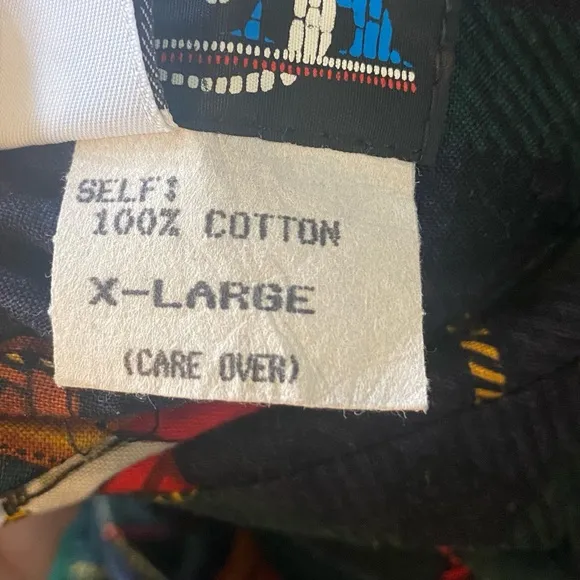 SELF:
100% COTTON
X-LARGE
(CARE OVER)